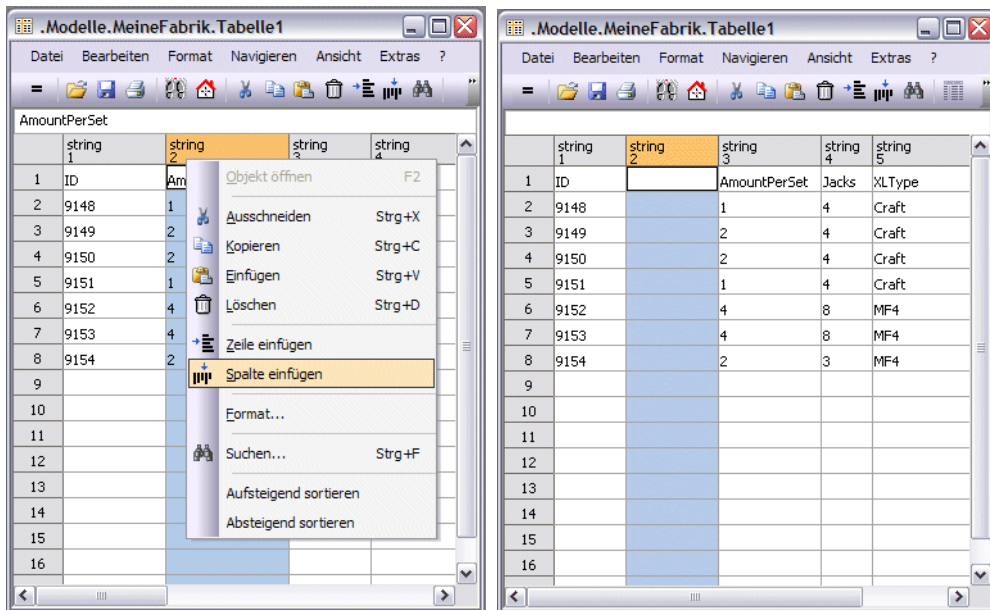 .Modelle.MeineFabrik.Tabelle1
Datei Bearbeiten Format Navigieren Ansicht Extras ?
AmountPerSet
string string string string
1 2 3 4
1 ID Am
2 9148 1
3 9149 2
4 9150 2
5 9151 1
6 9152 4
7 9153 4
8 9154 2
9
10
11
12
13
14
15
16
Objekt öffnen F2
Ausschneiden Strg+X
Kopieren Strg+C
Einfügen Strg+V
Löschen Strg+D
Zeile einfügen
Spalte einfügen
Format...
Suchen... Strg+F
Aufsteigend sortieren
Absteigend sortieren
.Modelle.MeineFabrik.Tabelle1
Datei Bearbeiten Format Navigieren Ansicht Extras ?
string string string string string
1 2 3 4 5
1 ID AmountPerSet Jacks XLType
2 9148 1 4 Craft
3 9149 2 4 Craft
4 9150 2 4 Craft
5 9151 1 4 Craft
6 9152 4 8 MF4
7 9153 4 8 MF4
8 9154 2 3 MF4
9
10
11
12
13
14
15
16